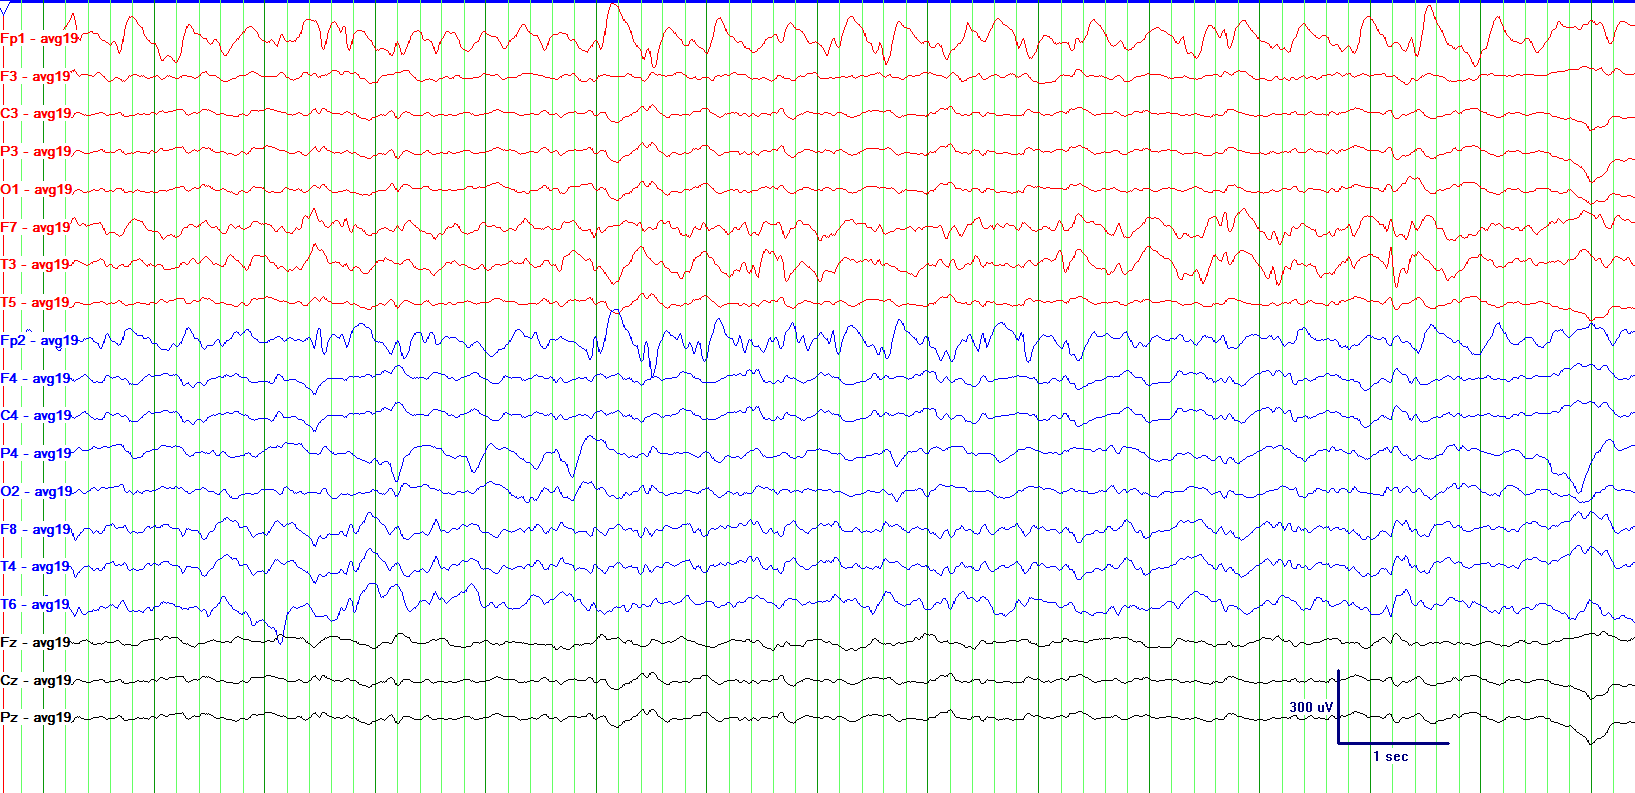 Fp1 - avg19
F3 - avg19
C3 - avg19
P3 - avg19
O1 - avg19
F7 - avg19
T3 - avg19
T5 - avg19
Fp2 - avg19
F4 - avg19
C4 - avg19
P4 - avg19
O2 - avg19
F8 - avg19
T4 - avg19
T6 - avg19
Fz - avg19
Cz - avg19
Pz - avg19
300 uV
1 sec